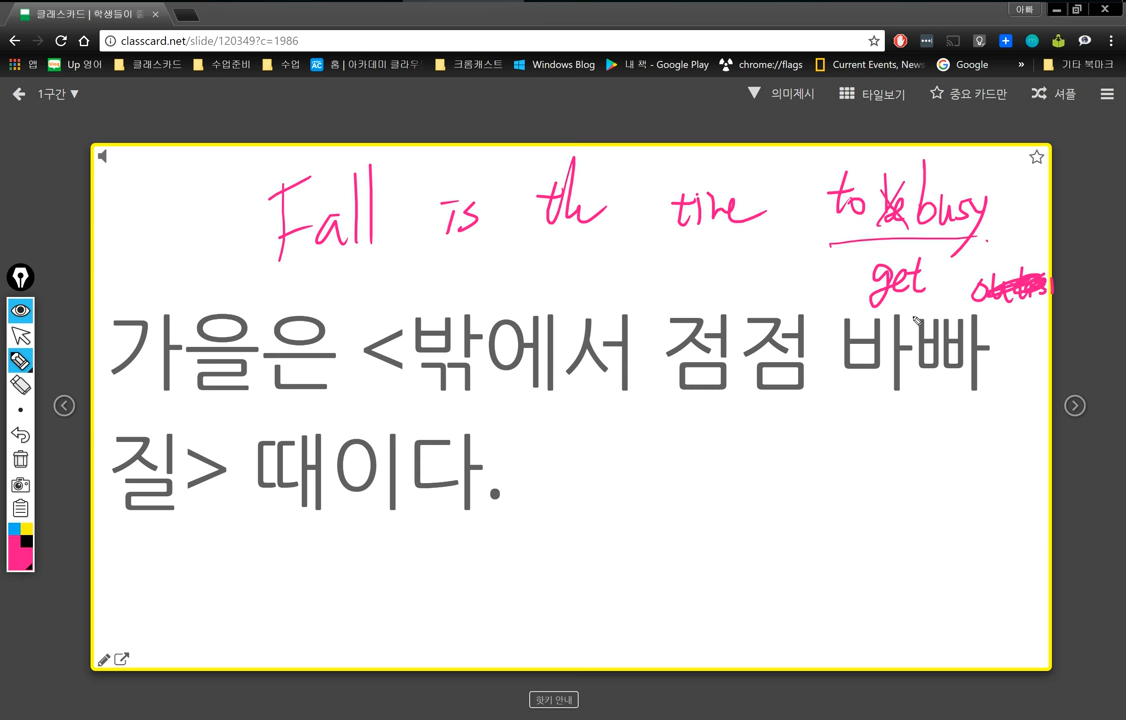 클래스카드 | 학생들이 좋
아빠
classcard.net/slide/120349?c=1986
앱 Up 영어 클래스카드 수업준비 수업 AC 홈 | 아카데미 클라우 크롬캐스트 Windows Blog 내 책 - Google Play chrome://flags Current Events, News Google » 기타 북마크
1구간 ▼ ▼ 의미제시 타일보기 중요 카드만 셔플
Fall is the time to busy
get
가을은 <밖에서 점점 바빠
질> 때이다.
핫키 안내